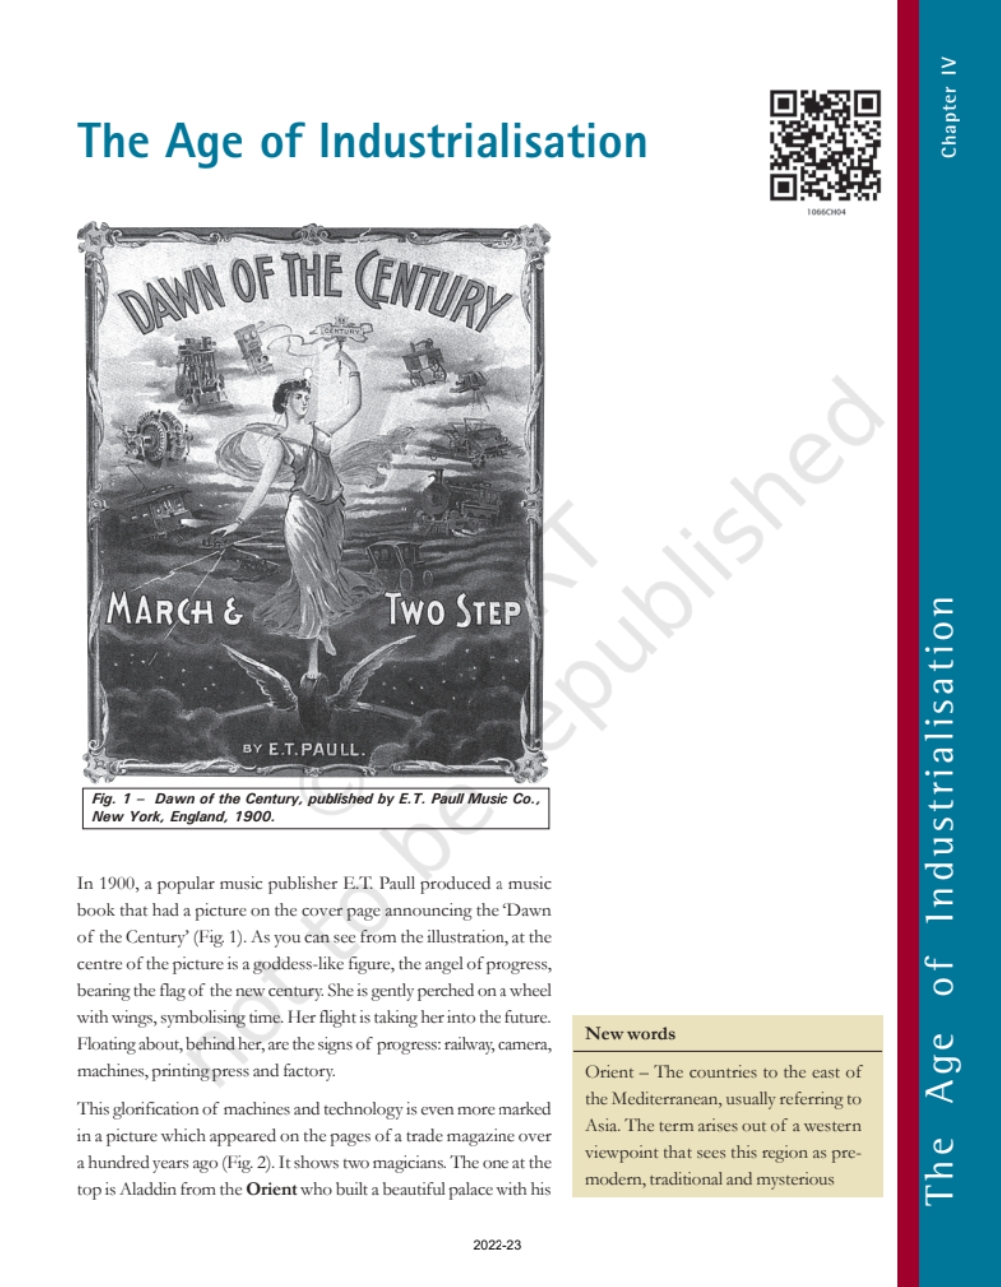 The Age of Industrialisation
1066CH04
Chapter IV
DAWN OF THE CENTURY
CENTURY
MARCH & TWO STEP
BY E.T. PAULL.
Fig. 1 – Dawn of the Century, published by E.T. Paull Music Co.,
New York, England, 1900.
In 1900, a popular music publisher E.T. Paull produced a music
book that had a picture on the cover page announcing the ‘Dawn
of the Century’ (Fig. 1). As you can see from the illustration, at the
centre of the picture is a goddess-like figure, the angel of progress,
bearing the flag of the new century. She is gently perched on a wheel
with wings, symbolising time. Her flight is taking her into the future.
Floating about, behind her, are the signs of progress: railway, camera,
machines, printing press and factory.
This glorification of machines and technology is even more marked
in a picture which appeared on the pages of a trade magazine over
a hundred years ago (Fig. 2). It shows two magicians. The one at the
top is Aladdin from the Orient who built a beautiful palace with his
New words
Orient – The countries to the east of
the Mediterranean, usually referring to
Asia. The term arises out of a western
viewpoint that sees this region as pre-
modern, traditional and mysterious
The Age of Industrialisation
not to be republished
2022-23